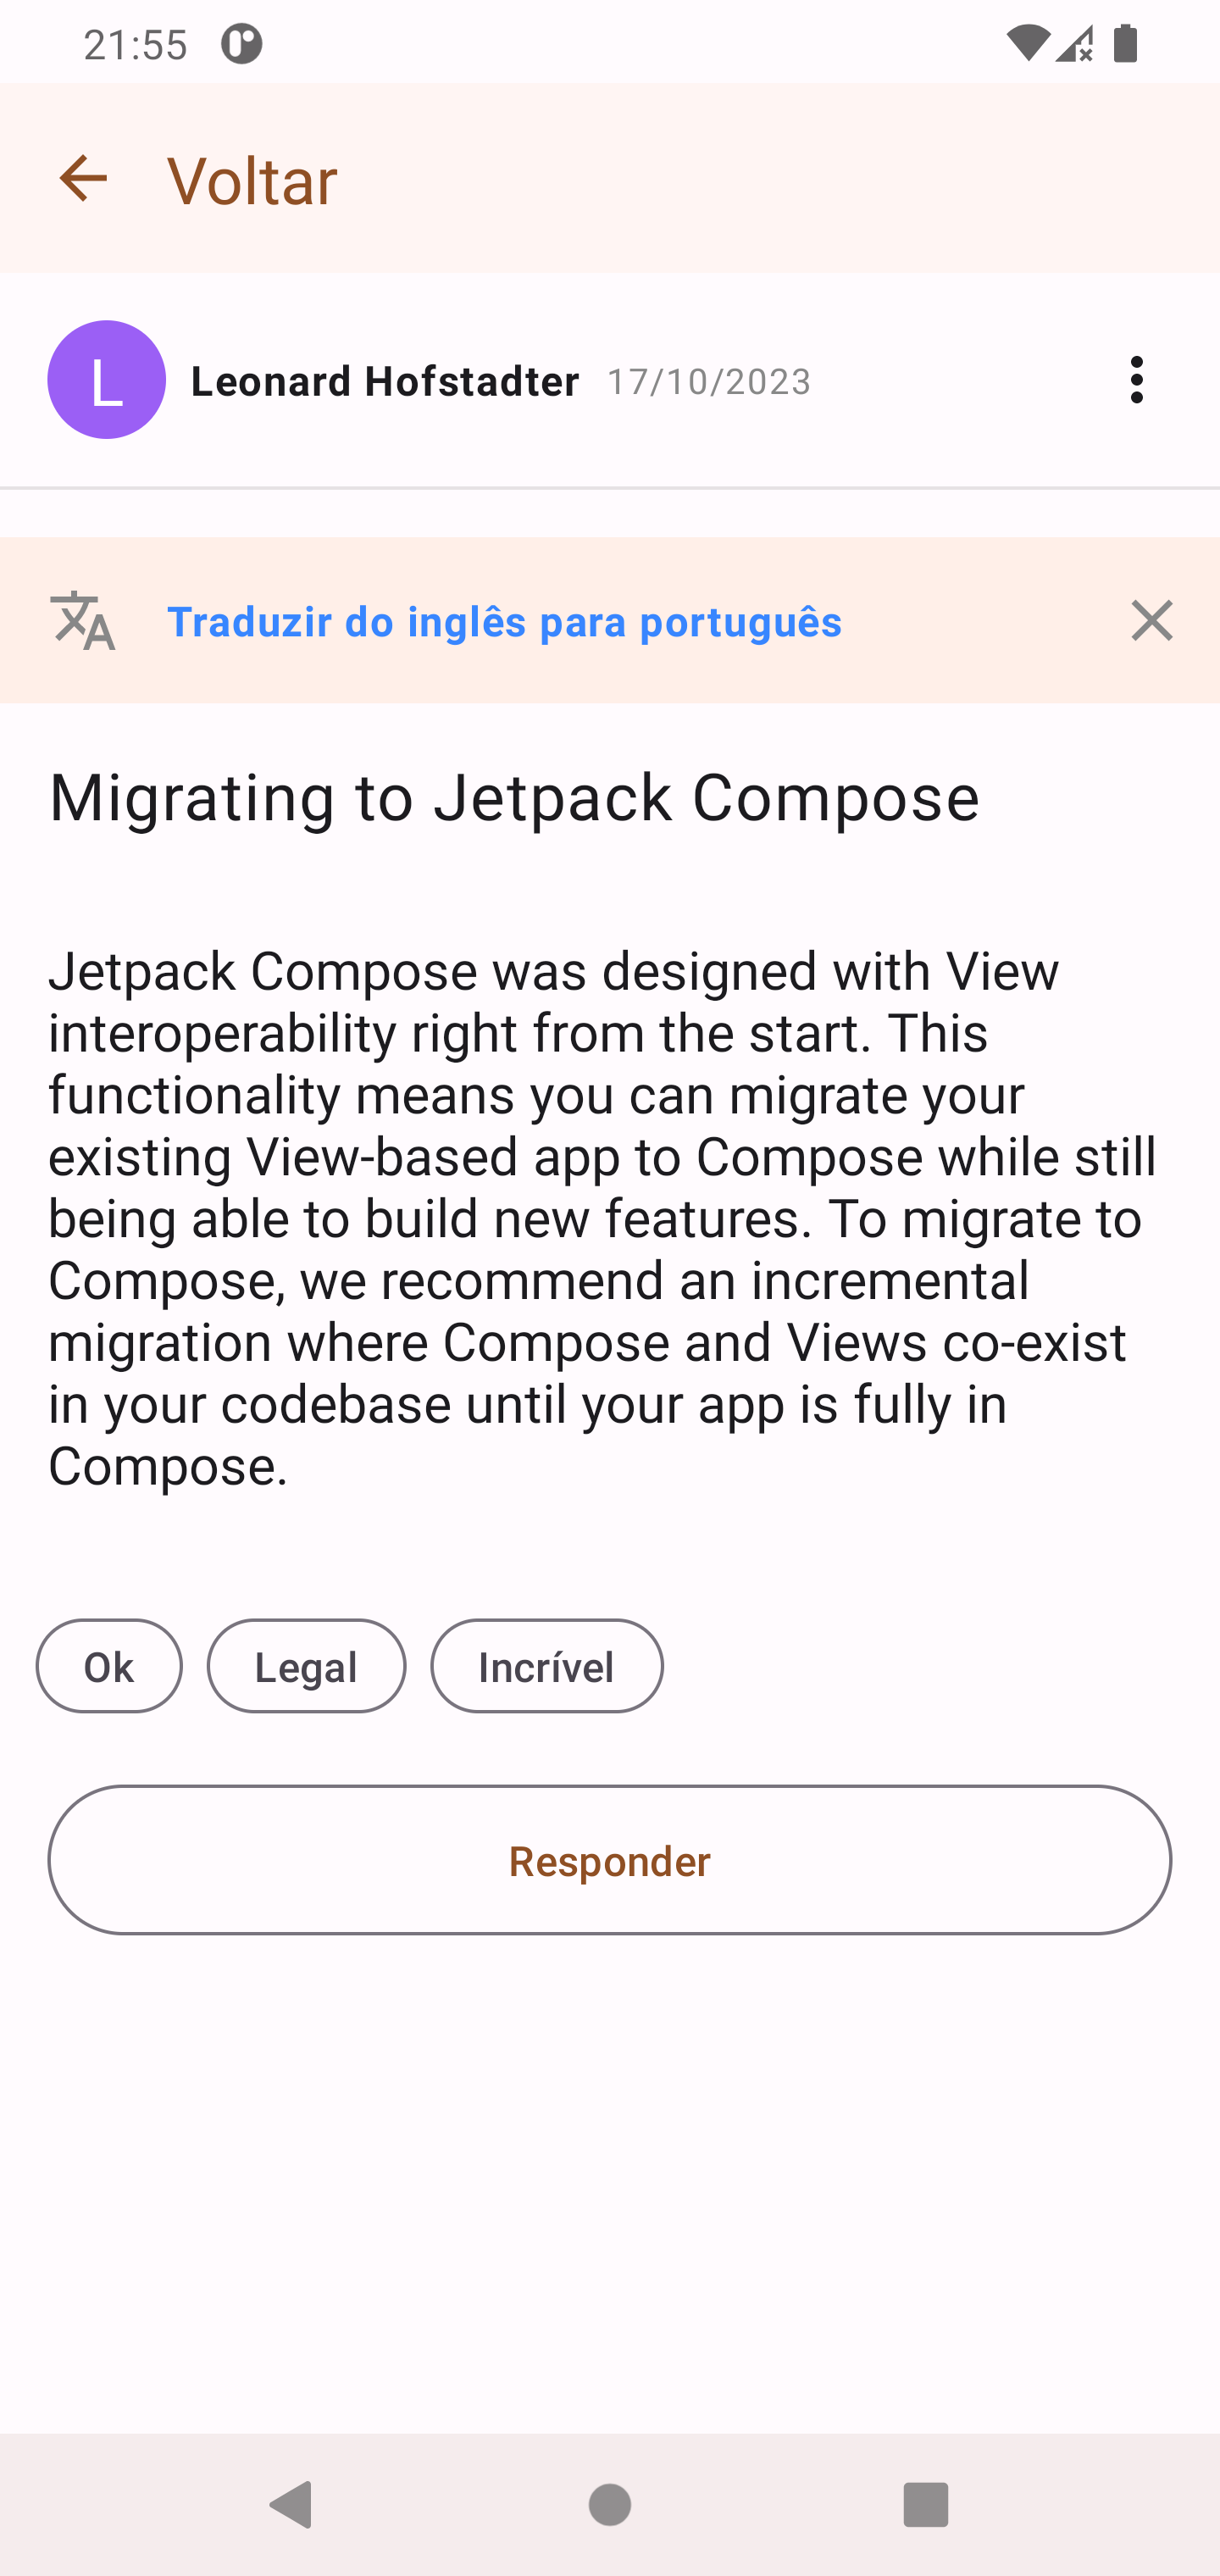 21:55
Voltar
L
Leonard Hofstadter 17/10/2023
Traduzir do inglês para português
Migrating to Jetpack Compose
Jetpack Compose was designed with View
interoperability right from the start. This
functionality means you can migrate your
existing View-based app to Compose while still
being able to build new features. To migrate to
Compose, we recommend an incremental
migration where Compose and Views co-exist
in your codebase until your app is fully in
Compose.
Ok Legal Incrível
Responder